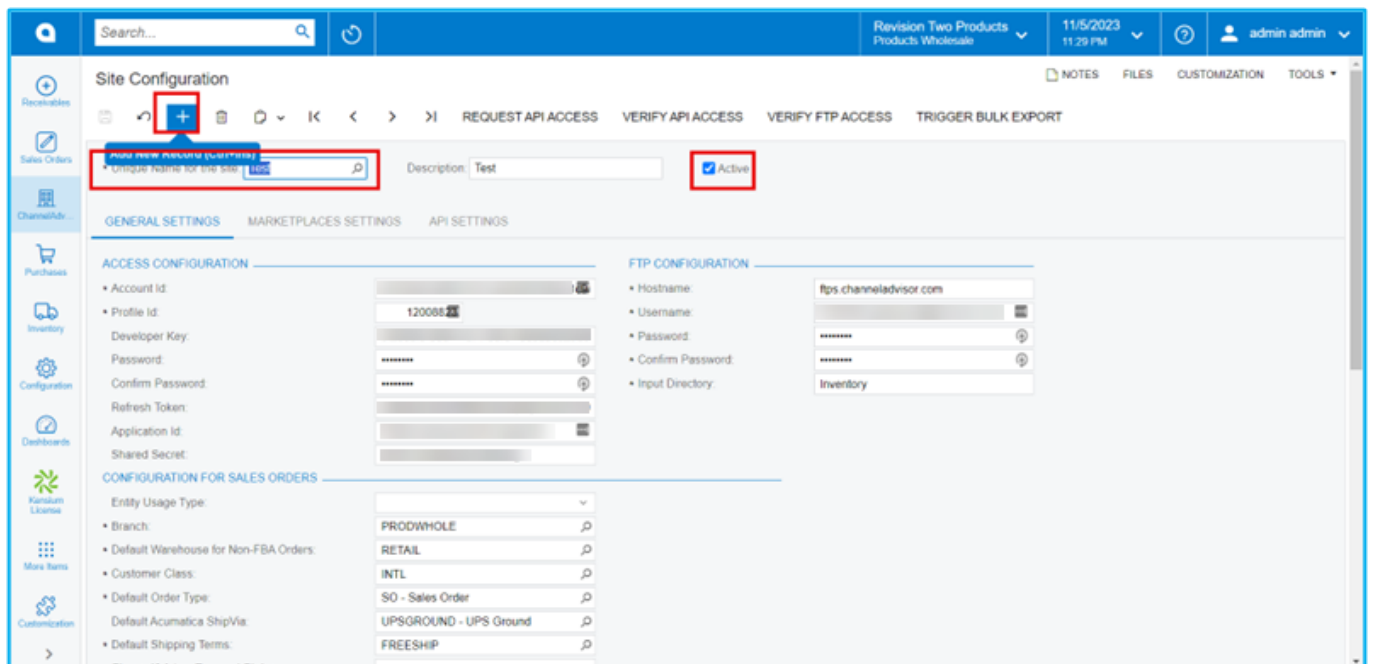 Search...
Revision Two Products
Products Wholesale
11/5/2023
11:29 PM
admin admin
Receivables
Sales Orders
ChannelAdv...
Purchases
Inventory
Configuration
Dashboards
Kensium
License
More Items
Customization
Site Configuration
NOTES FILES CUSTOMIZATION TOOLS
REQUEST API ACCESS VERIFY API ACCESS VERIFY FTP ACCESS TRIGGER BULK EXPORT
Add New Record (Ctrl+Ins)
Unique Name for the site: Test
Description: Test
Active
GENERAL SETTINGS MARKETPLACES SETTINGS API SETTINGS
ACCESS CONFIGURATION
Account Id:
Profile Id: 1200882
Developer Key:
Password:
Confirm Password:
Refresh Token:
Application Id:
Shared Secret:
FTP CONFIGURATION
Hostname: ftps.channeladvisor.com
Username:
Password:
Confirm Password:
Input Directory: Inventory
CONFIGURATION FOR SALES ORDERS
Entity Usage Type:
Branch: PRODWHOLE
Default Warehouse for Non-FBA Orders: RETAIL
Customer Class: INTL
Default Order Type: SO - Sales Order
Default Acumatica ShipVia: UPSGROUND - UPS Ground
Default Shipping Terms: FREESHIP